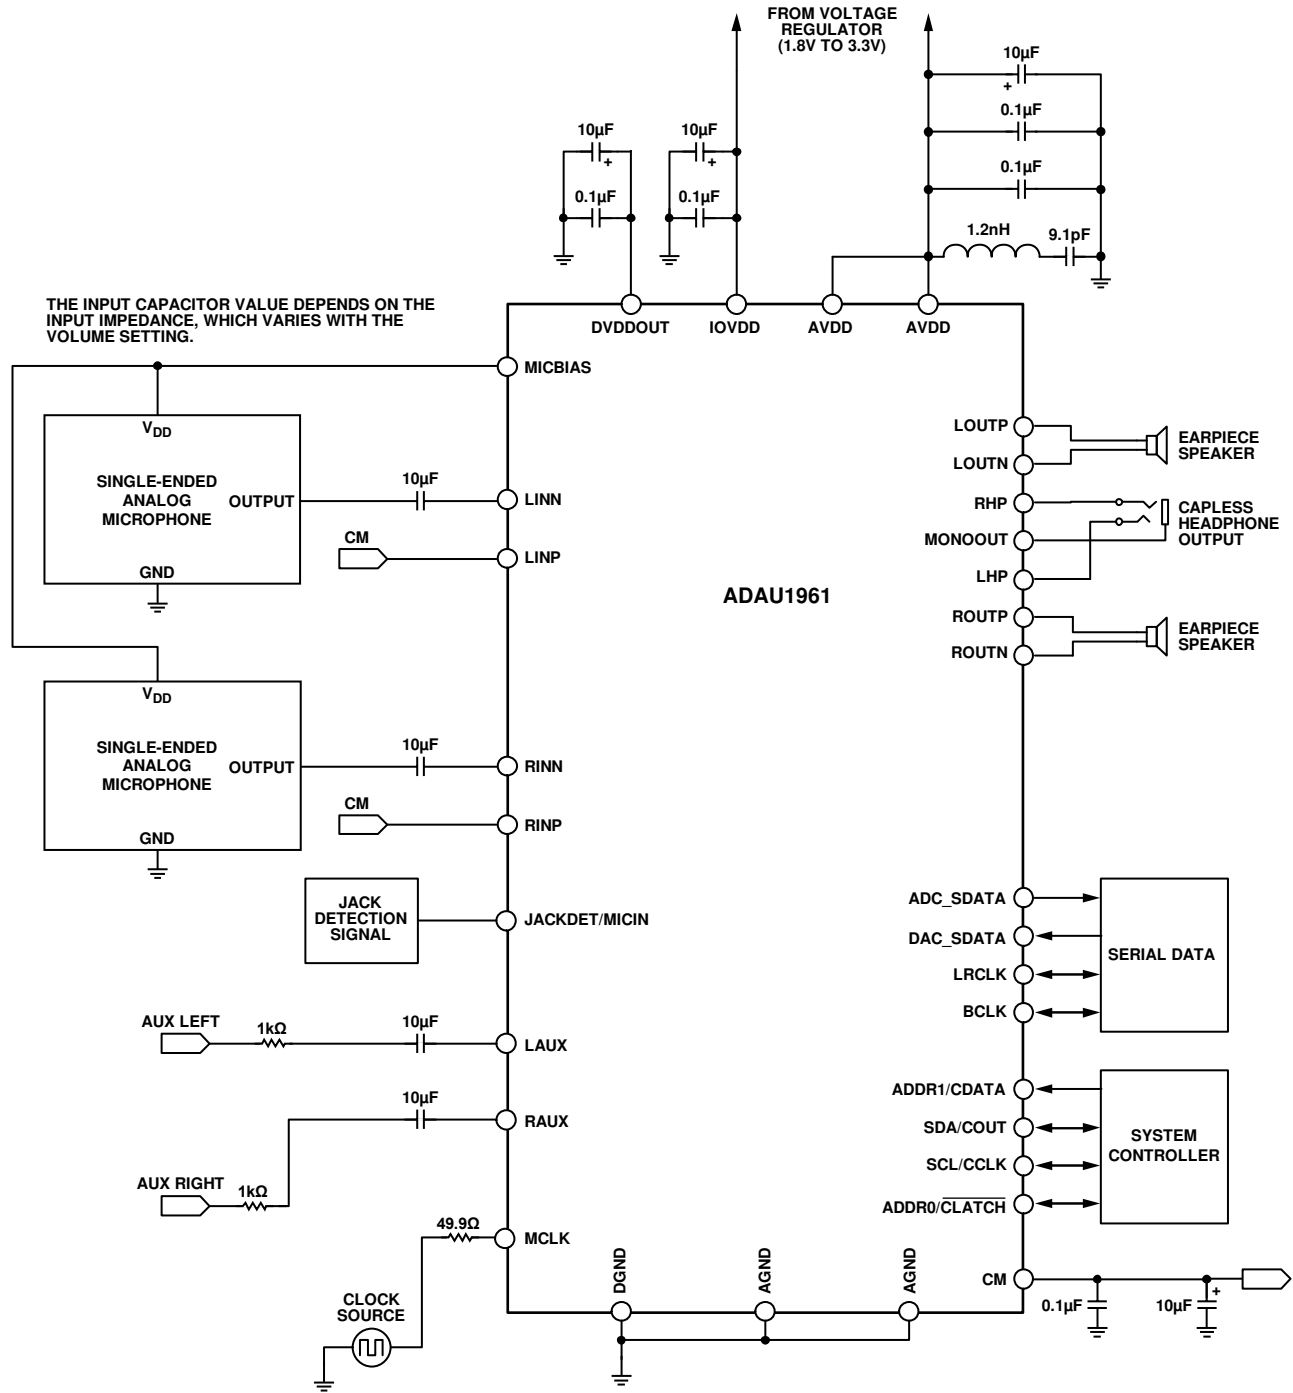 FROM VOLTAGE
REGULATOR
(1.8V TO 3.3V)
10µF
+
0.1µF
0.1µF
1.2nH
9.1pF
10µF
+
0.1µF
10µF
+
0.1µF
THE INPUT CAPACITOR VALUE DEPENDS ON THE
INPUT IMPEDANCE, WHICH VARIES WITH THE
VOLUME SETTING.
DVDDOUT
IOVDD
AVDD
AVDD
MICBIAS
VDD
SINGLE-ENDED
ANALOG
MICROPHONE
OUTPUT
GND
10µF
LINN
CM
LINP
VDD
SINGLE-ENDED
ANALOG
MICROPHONE
OUTPUT
GND
10µF
RINN
CM
RINP
JACK
DETECTION
SIGNAL
JACKDET/MICIN
AUX LEFT
1kΩ
10µF
LAUX
10µF
RAUX
AUX RIGHT
1kΩ
49.9Ω
MCLK
CLOCK
SOURCE
ADAU1961
LOUTP
LOUTN
EARPIECE
SPEAKER
RHP
MONOOUT
LHP
CAPLESS
HEADPHONE
OUTPUT
ROUTP
ROUTN
EARPIECE
SPEAKER
ADC_SDATA
DAC_SDATA
LRCLK
BCLK
SERIAL DATA
ADDR1/CDATA
SDA/COUT
SCL/CCLK
ADDR0/CLATCH
SYSTEM
CONTROLLER
DGND
AGND
AGND
CM
0.1µF
10µF
+